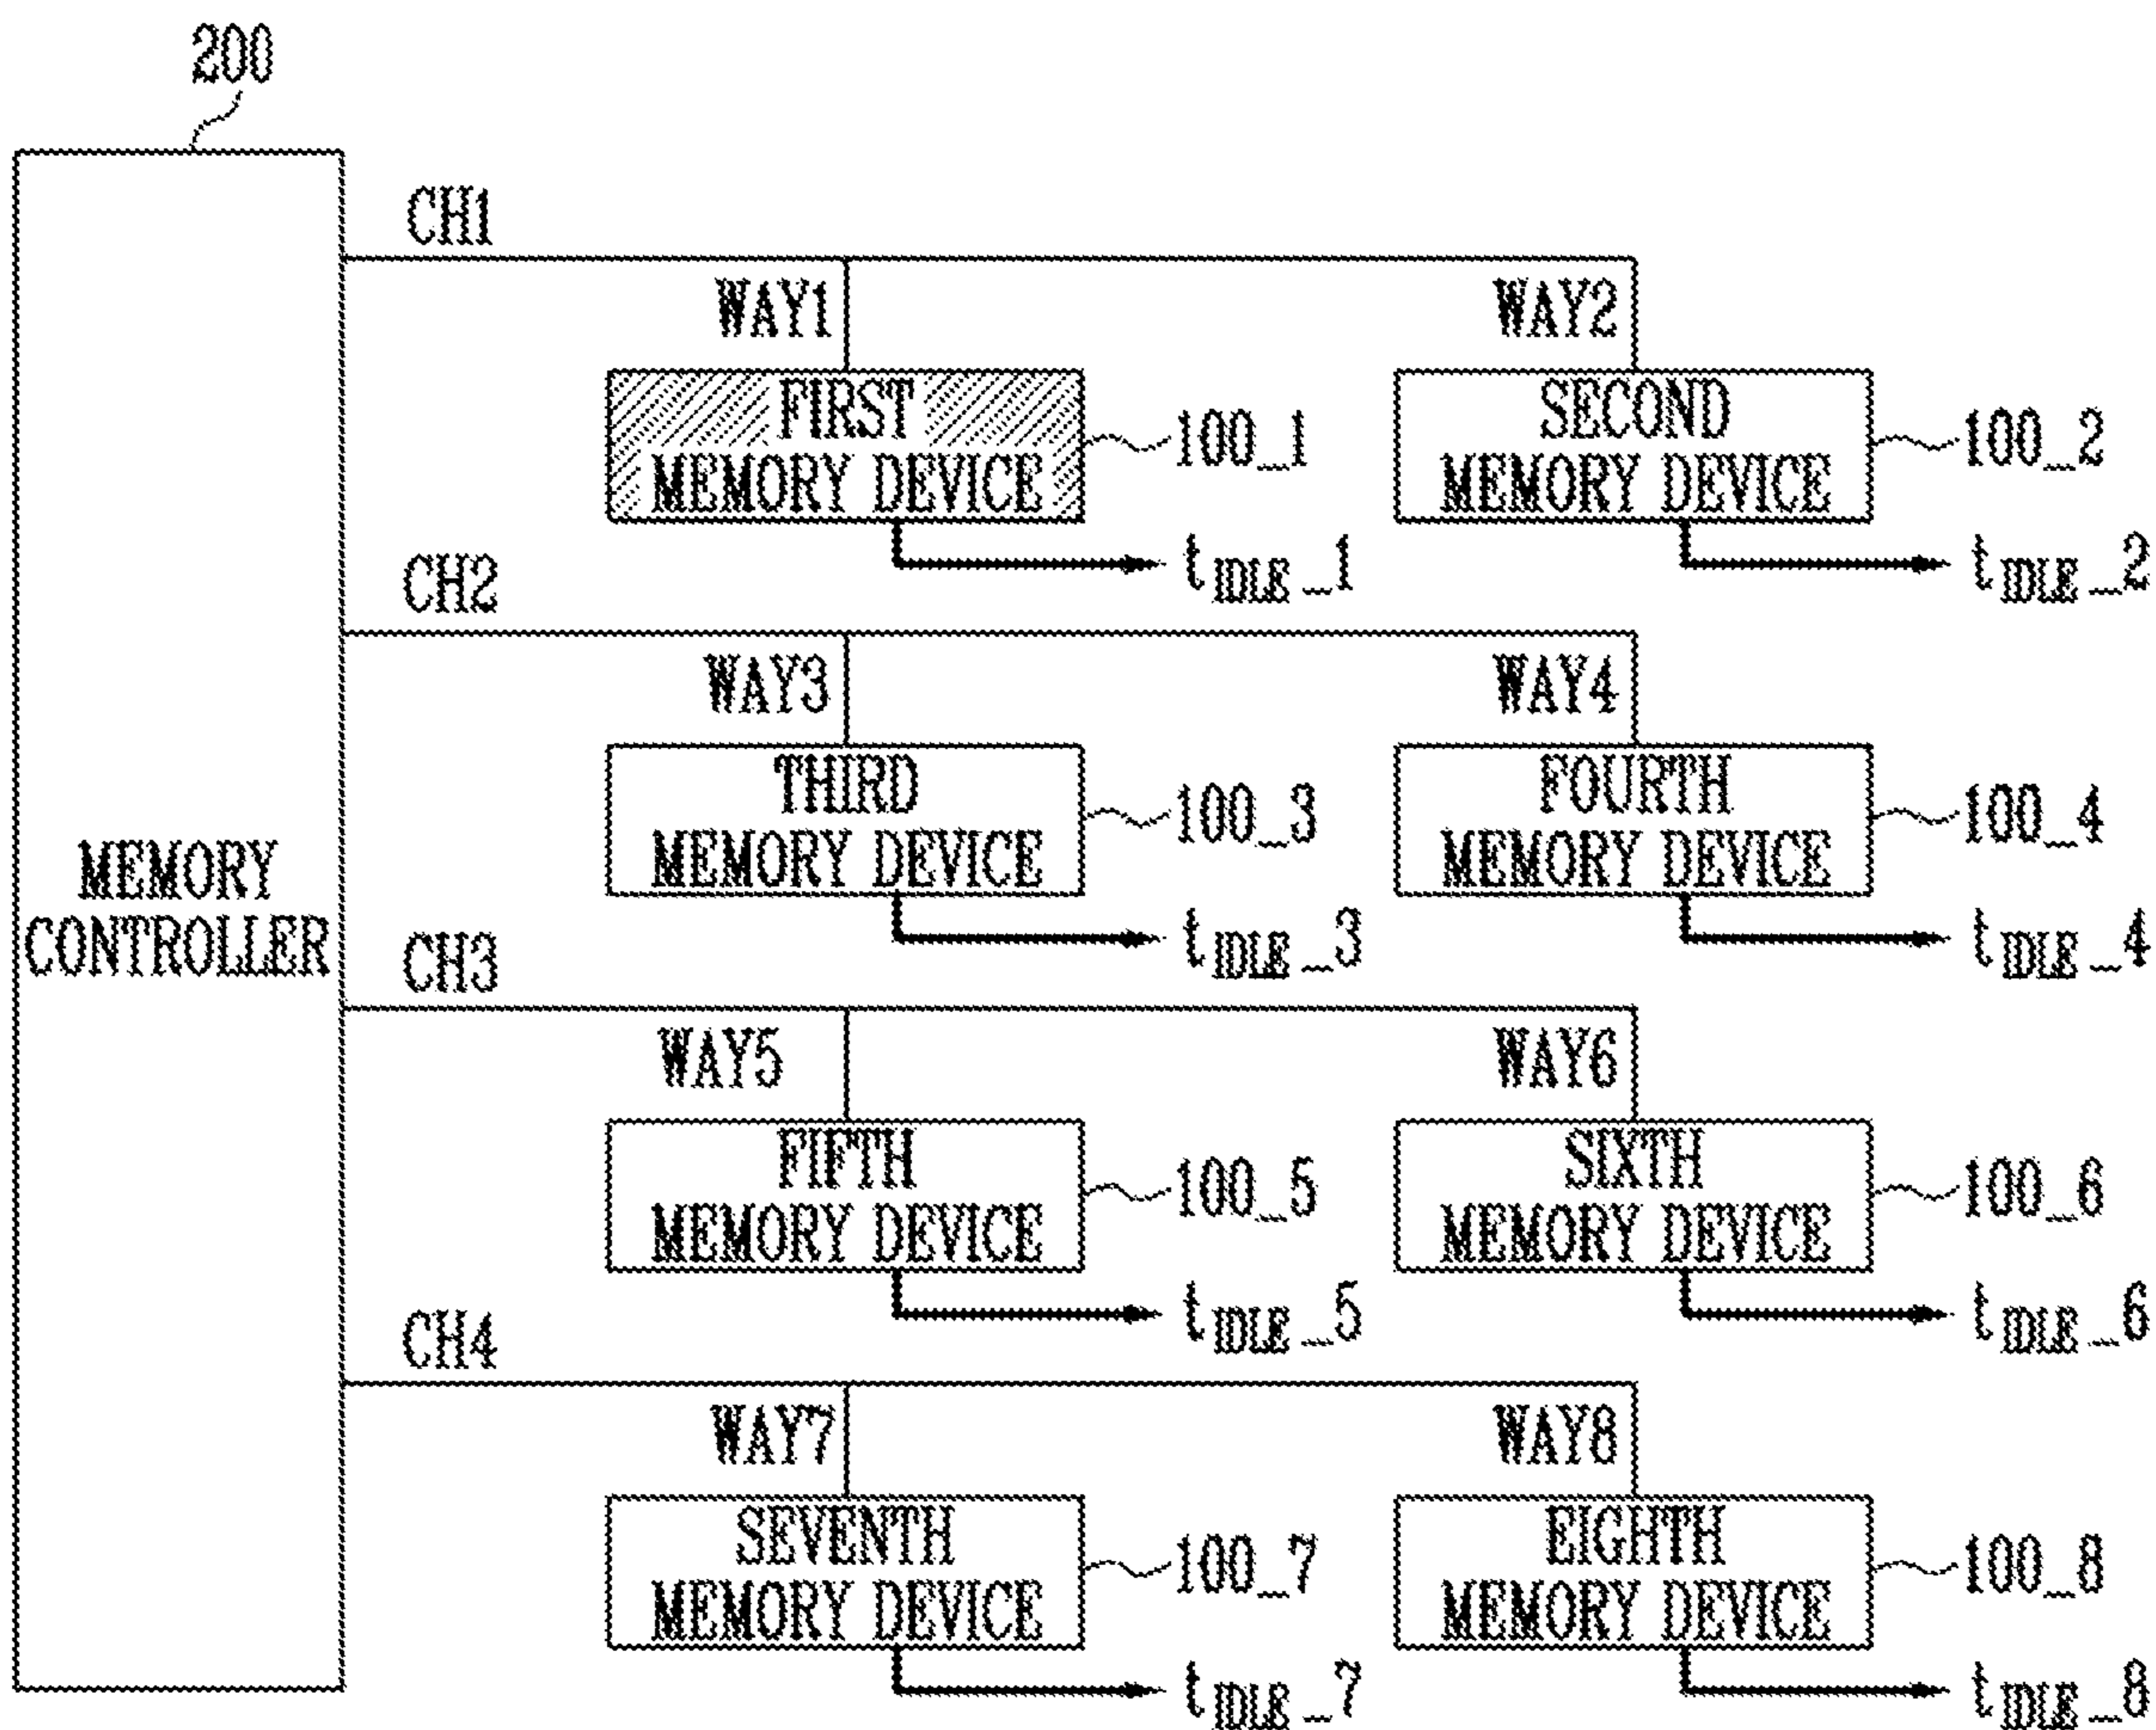 200
CH1
WAY1
WAY2
FIRST
MEMORY DEVICE
100_1
SECOND
MEMORY DEVICE
100_2
tIDLE_1
tIDLE_2
CH2
WAY3
WAY4
THIRD
MEMORY DEVICE
100_3
FOURTH
MEMORY DEVICE
100_4
tIDLE_3
tIDLE_4
MEMORY
CONTROLLER
CH3
WAY5
WAY6
FIFTH
MEMORY DEVICE
100_5
SIXTH
MEMORY DEVICE
100_6
tIDLE_5
tIDLE_6
CH4
WAY7
WAY8
SEVENTH
MEMORY DEVICE
100_7
EIGHTH
MEMORY DEVICE
100_8
tIDLE_7
tIDLE_8